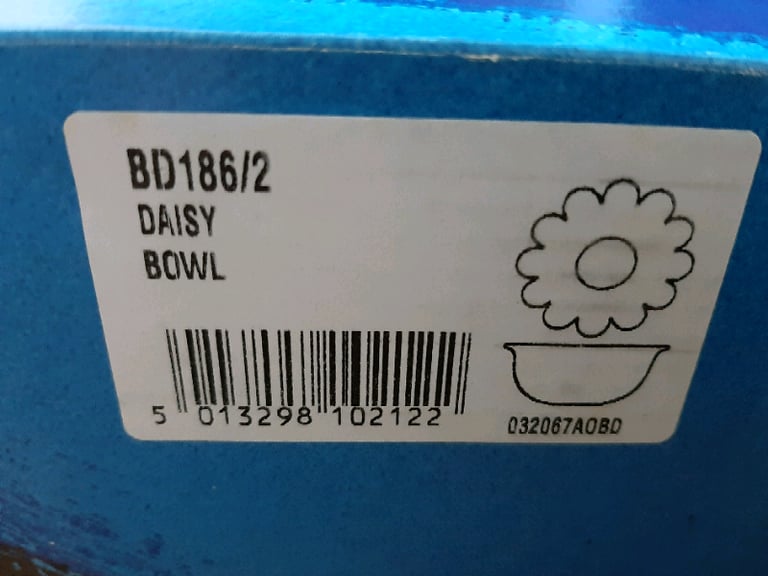 BD186/2
DAISY
BOWL
5 013298 102122
032067A0BD